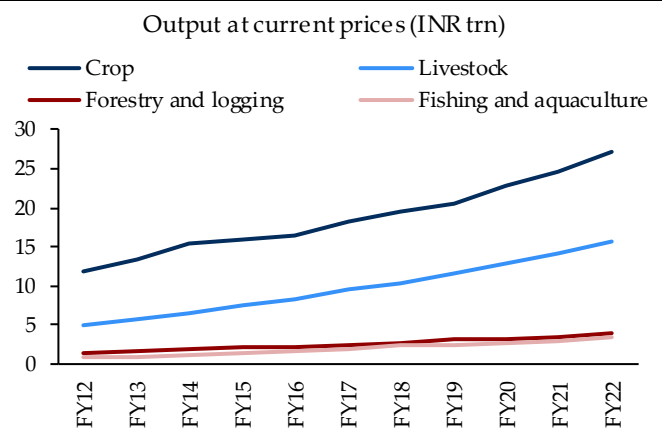 Output at current prices (INR trn)
Crop
Livestock
Forestry and logging
Fishing and aquaculture
30
25
20
15
10
5
0
FY12
FY13
FY14
FY15
FY16
FY17
FY18
FY19
FY20
FY21
FY22